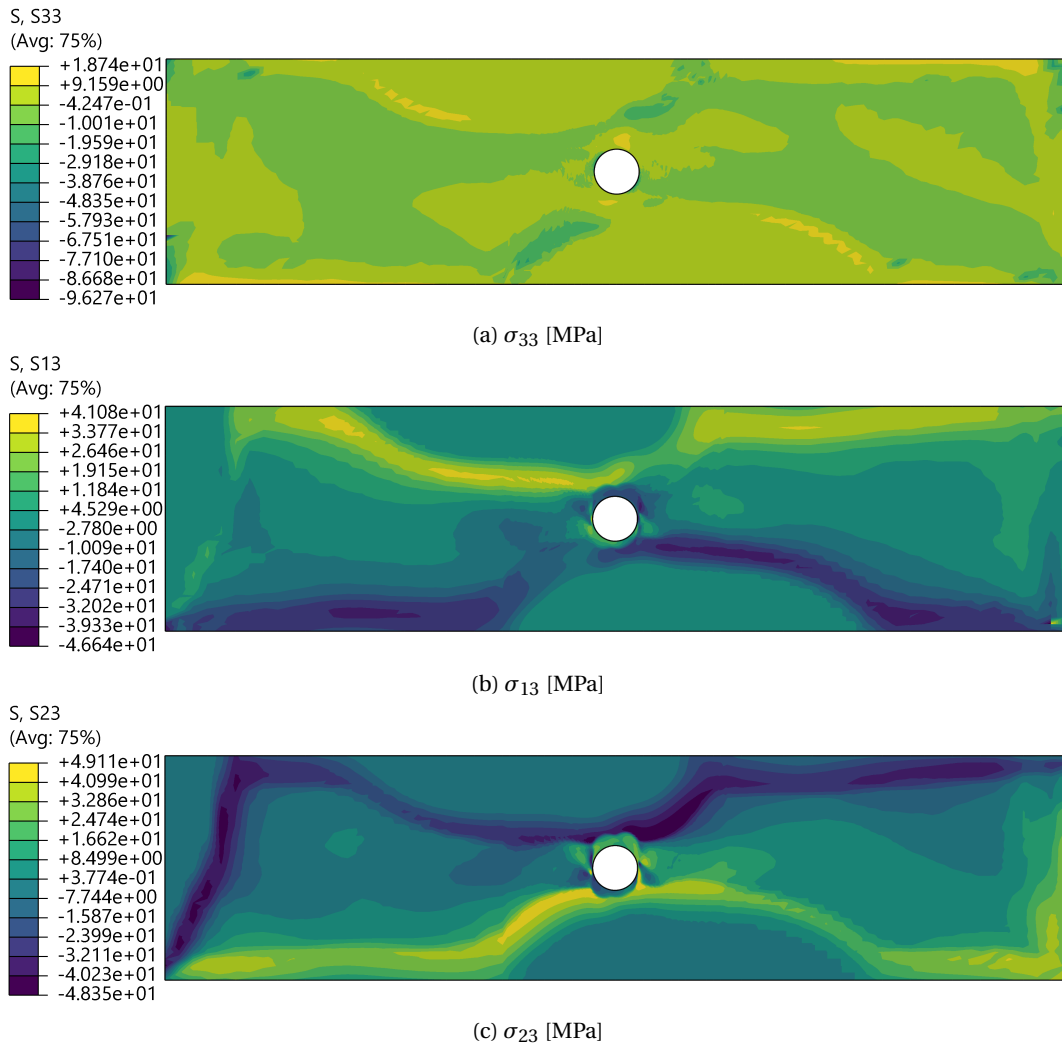 S, S33
(Avg: 75%)
+1.874e+01
+9.159e+00
-4.247e-01
-1.001e+01
-1.959e+01
-2.918e+01
-3.876e+01
-4.835e+01
-5.793e+01
-6.751e+01
-7.710e+01
-8.668e+01
-9.627e+01
(a) σ33 [MPa]
S, S13
(Avg: 75%)
+4.108e+01
+3.377e+01
+2.646e+01
+1.915e+01
+1.184e+01
+4.529e+00
-2.780e+00
-1.009e+01
-1.740e+01
-2.471e+01
-3.202e+01
-3.933e+01
-4.664e+01
(b) σ13 [MPa]
S, S23
(Avg: 75%)
+4.911e+01
+4.099e+01
+3.286e+01
+2.474e+01
+1.662e+01
+8.499e+00
+3.774e-01
-7.744e+00
-1.587e+01
-2.399e+01
-3.211e+01
-4.023e+01
-4.835e+01
(c) σ23 [MPa]